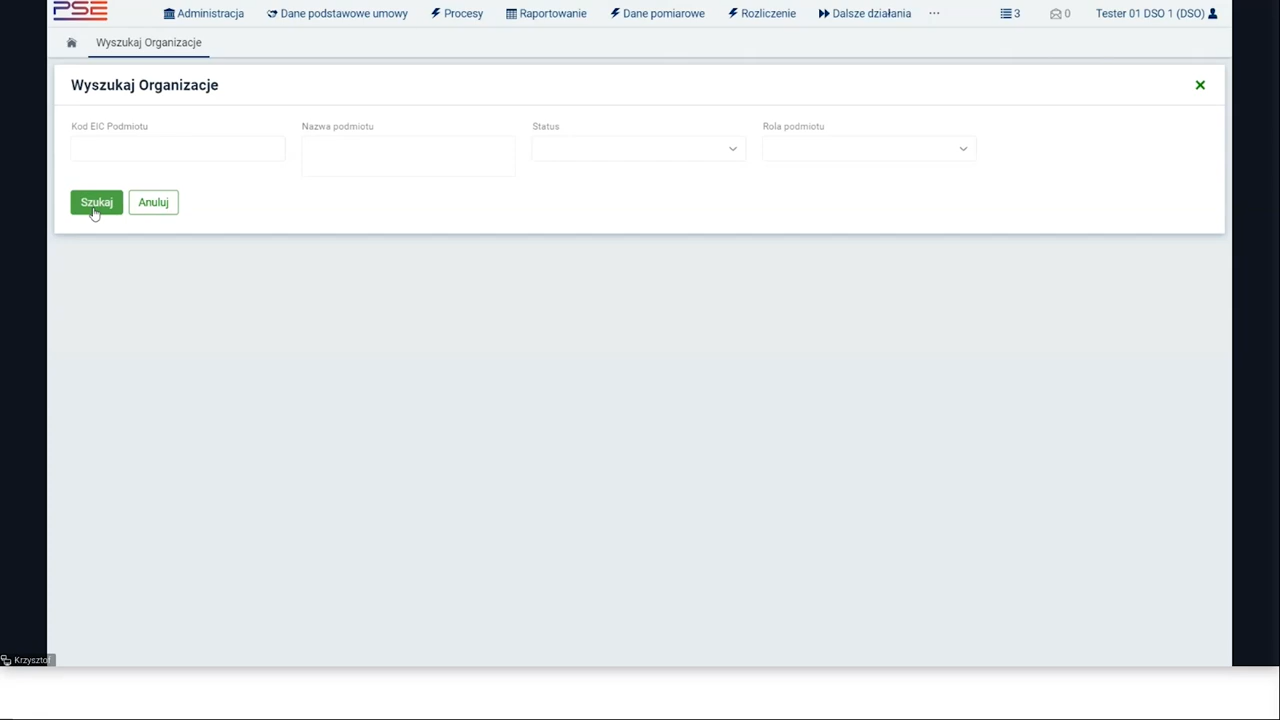 PSE
Administracja Dane podstawowe umowy Procesy Raportowanie Dane pomiarowe Rozliczenie Dalsze działania ... 3 0 Tester 01 DSO 1 (DSO)
Wyszukaj Organizacje
Wyszukaj Organizacje
Kod EIC Podmiotu Nazwa podmiotu Status Rola podmiotu
Szukaj Anuluj
Krzysztof